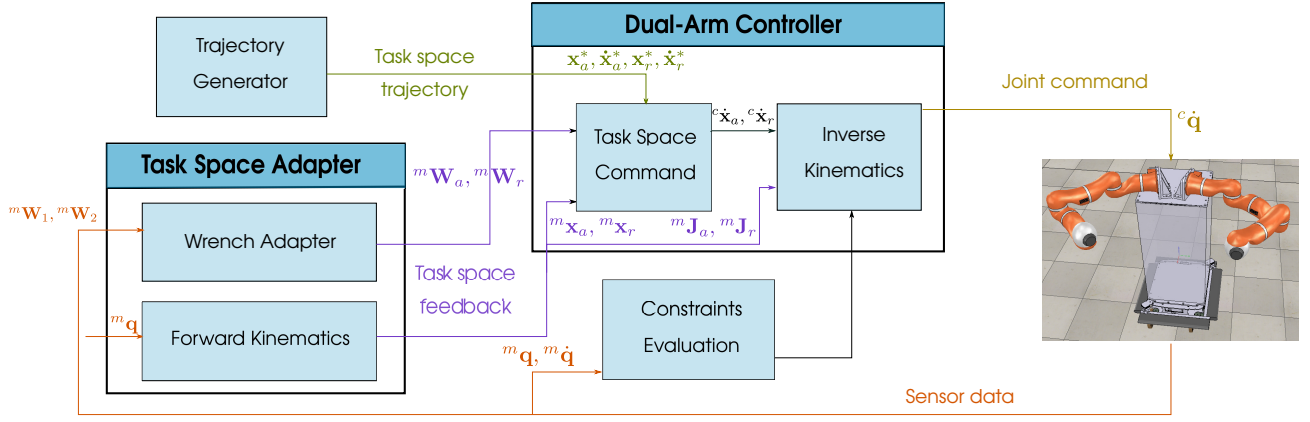 Dual-Arm Controller
Trajectory
Generator
Task space
trajectory
𝐱*ₐ, 𝐱̇*ₐ, 𝐱*ᵣ, 𝐱̇*ᵣ
Joint command
ᶜ𝐪̇
Task Space
Command
ᶜ𝐱̇ₐ, ᶜ𝐱̇ᵣ
Inverse
Kinematics
Task Space Adapter
ᵐ𝐖ₐ, ᵐ𝐖ᵣ
ᵐ𝐖₁, ᵐ𝐖₂
Wrench Adapter
ᵐ𝐱ₐ, ᵐ𝐱ᵣ
ᵐ𝐉ₐ, ᵐ𝐉ᵣ
Task space
feedback
ᵐ𝐪
Forward Kinematics
Constraints
Evaluation
ᵐ𝐪, ᵐ𝐪̇
Sensor data